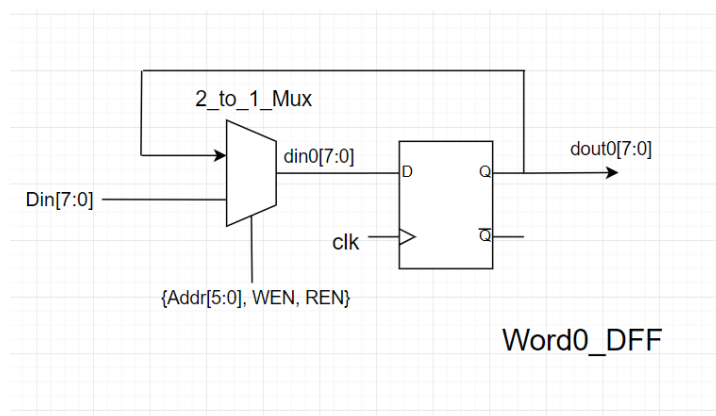 2_to_1_Mux
din0[7:0]
dout0[7:0]
D
Q
Din[7:0]
clk
Q
{Addr[5:0], WEN, REN}
Word0_DFF